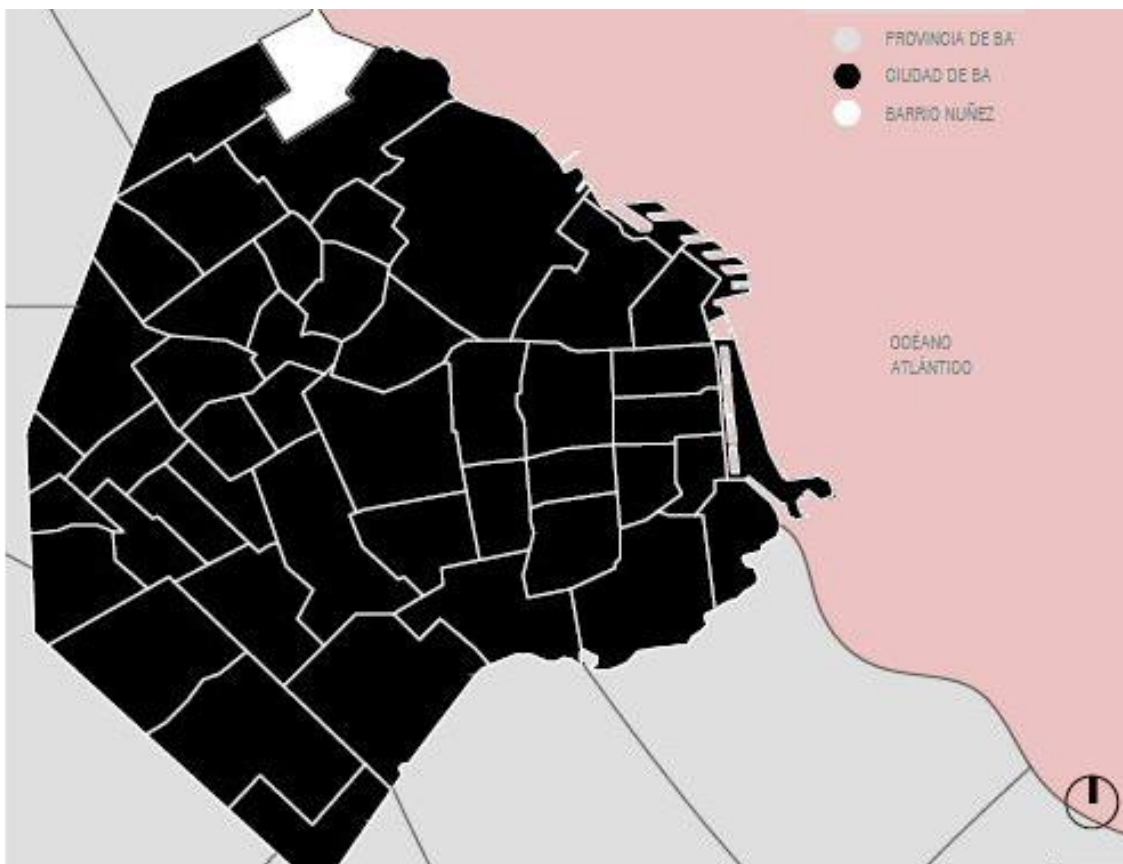 PROVINCIA DE BA
CIUDAD DE BA
BARRIO NUÑEZ
OCÉANO
ATLÁNTICO